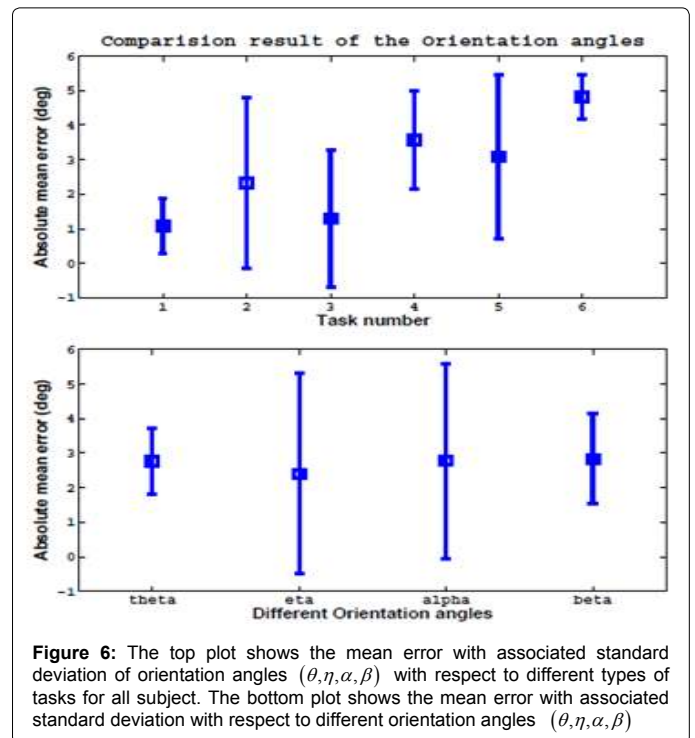 Comparision result of the Orientation angles
Absolute mean error (deg)
6
5
4
3
2
1
0
-1
1 2 3 4 5 6
Task number
Absolute mean error (deg)
6
5
4
3
2
1
0
-1
theta eta alpha beta
Different Orientation angles
Figure 6: The top plot shows the mean error with associated standard
deviation of orientation angles (θ,η,α,β) with respect to different types of
tasks for all subject. The bottom plot shows the mean error with associated
standard deviation with respect to different orientation angles (θ,η,α,β)